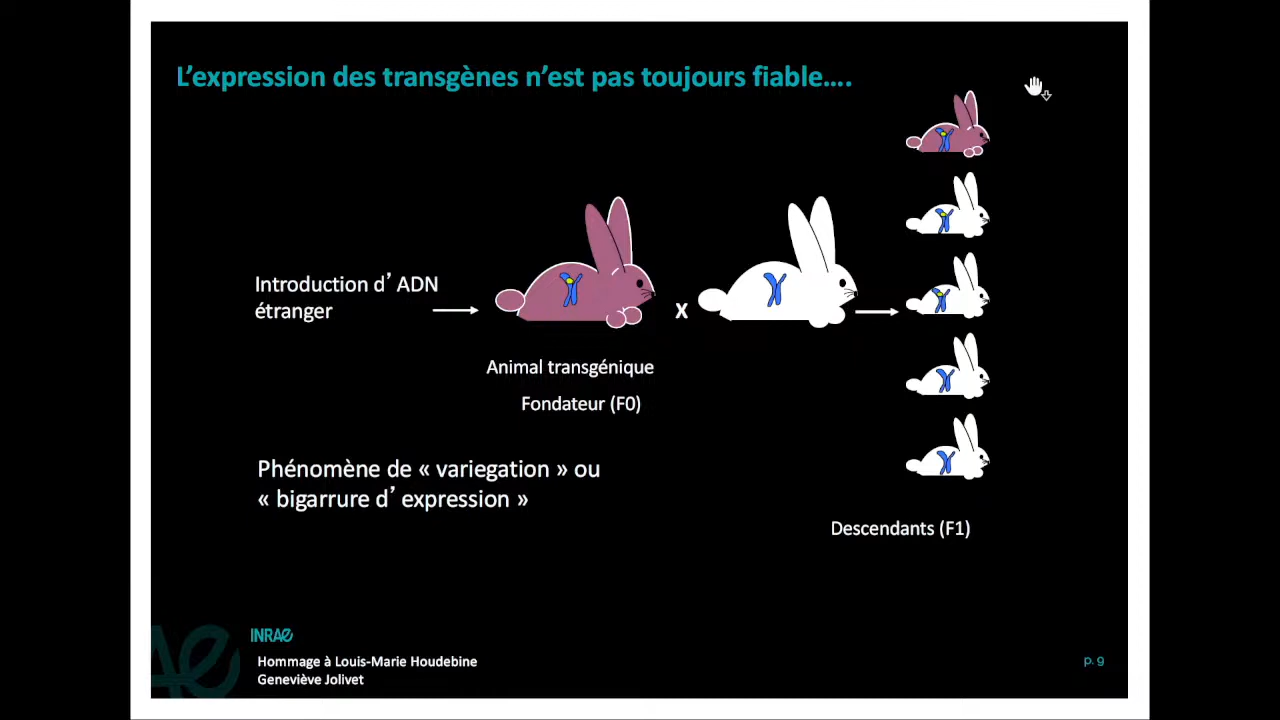 L’expression des transgènes n’est pas toujours fiable….
Introduction d’ADN
étranger
x
Animal transgénique
Fondateur (F0)
Phénomène de « variegation » ou
« bigarrure d’expression »
Descendants (F1)
INRAE
Hommage à Louis-Marie Houdebine
Geneviève Jolivet
p. 9